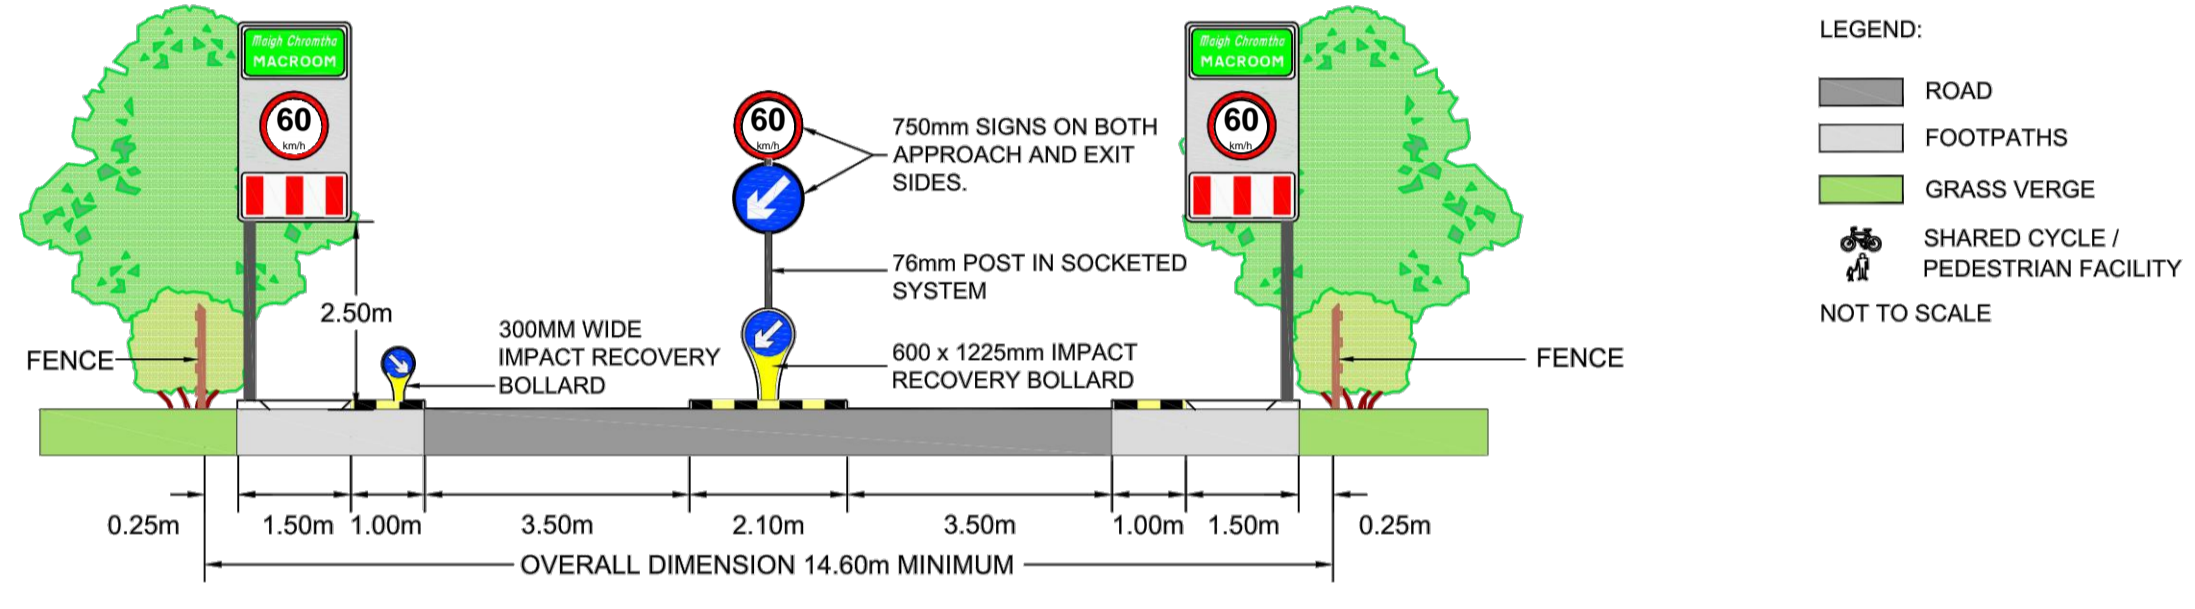 Maigh Chromtha
MACROOM
60
km/h
FENCE
2.50m
300MM WIDE
IMPACT RECOVERY
BOLLARD
60
km/h
750mm SIGNS ON BOTH
APPROACH AND EXIT
SIDES.
76mm POST IN SOCKETED
SYSTEM
600 x 1225mm IMPACT
RECOVERY BOLLARD
Maigh Chromtha
MACROOM
60
km/h
FENCE
0.25m
1.50m
1.00m
3.50m
2.10m
3.50m
1.00m
1.50m
0.25m
OVERALL DIMENSION 14.60m MINIMUM
LEGEND:
ROAD
FOOTPATHS
GRASS VERGE
SHARED CYCLE /
PEDESTRIAN FACILITY
NOT TO SCALE